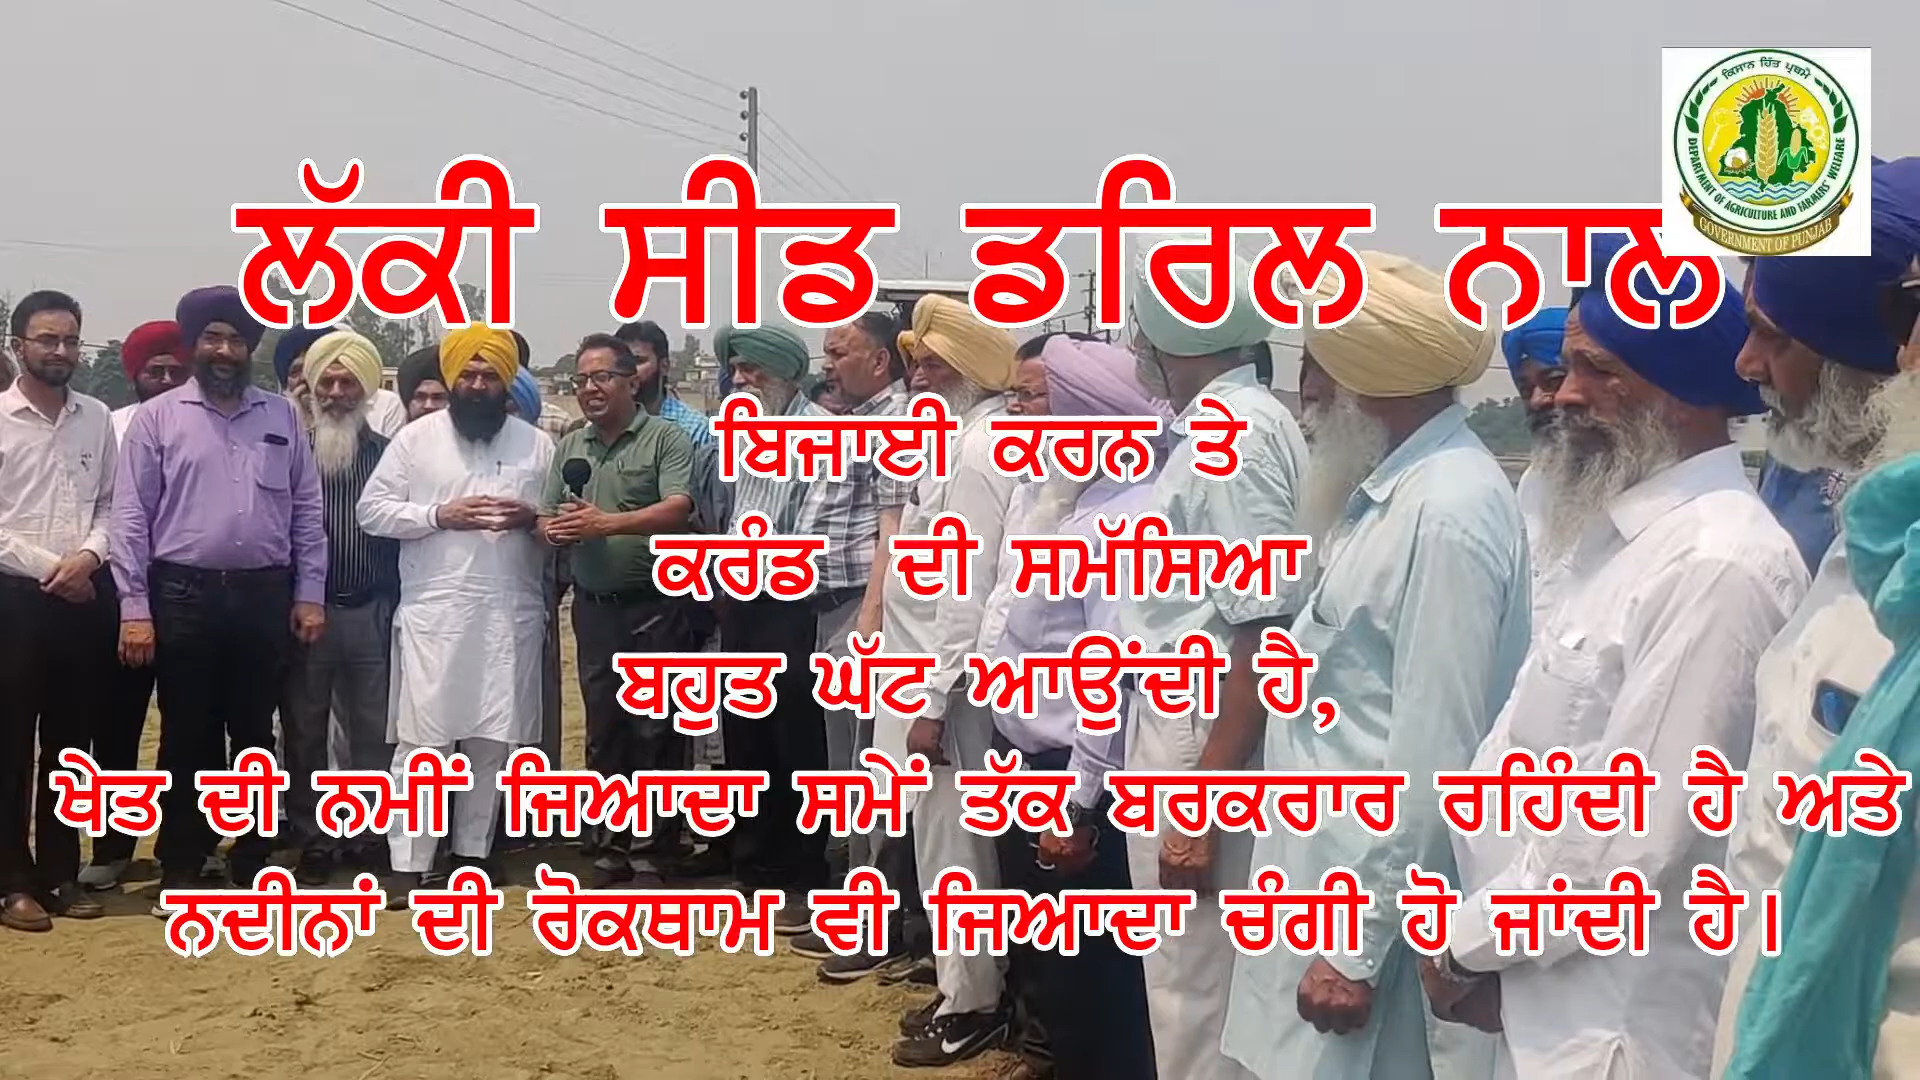 ਕਿਸਾਨ ਹਿੱਤ ਪ੍ਰਥਮੈ
DEPARTMENT OF AGRICULTURE AND FARMERS' WELFARE
GOVERNMENT OF PUNJAB
ਲੱਕੀ ਸੀਡ ਡਰਿਲ ਨਾਲ
ਬਿਜਾਈ ਕਰਨ ਤੇ
ਕਰੰਡ ਦੀ ਸਮੱਸਿਆ
ਬਹੁਤ ਘੱਟ ਆਉਂਦੀ ਹੈ,
ਖੇਤ ਦੀ ਨਮੀਂ ਜਿਆਦਾ ਸਮੇਂ ਤੱਕ ਬਰਕਰਾਰ ਰਹਿੰਦੀ ਹੈ ਅਤੇ
ਨਦੀਨਾਂ ਦੀ ਰੋਕਥਾਮ ਵੀ ਜਿਆਦਾ ਚੰਗੀ ਹੋ ਜਾਂਦੀ ਹੈ।